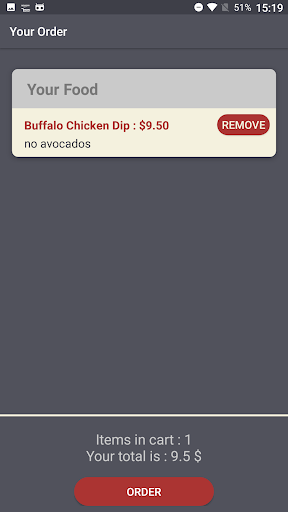 51% 15:19
Your Order
Your Food
Buffalo Chicken Dip : $9.50 REMOVE
no avocados
Items in cart : 1
Your total is : 9.5 $
ORDER